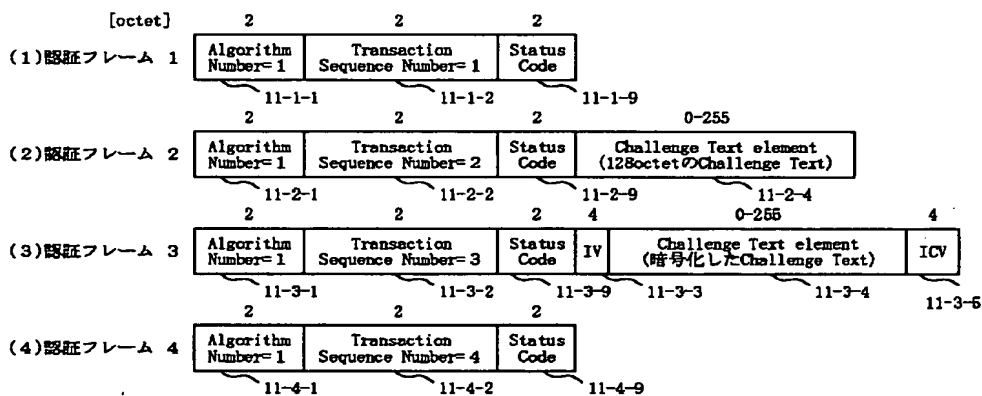 [octet] 2 2 2
(1)認証フレーム 1 Algorithm Number=1 Transaction Sequence Number=1 Status Code
11-1-1 11-1-2 11-1-9
2 2 2 0-255
(2)認証フレーム 2 Algorithm Number=1 Transaction Sequence Number=2 Status Code Challenge Text element (128octetのChallenge Text)
11-2-1 11-2-2 11-2-9 11-2-4
2 2 2 4 0-255 4
(3)認証フレーム 3 Algorithm Number=1 Transaction Sequence Number=3 Status Code IV Challenge Text element (暗号化したChallenge Text) ICV
11-3-1 11-3-2 11-3-9 11-3-3 11-3-4 11-3-5
2 2 2
(4)認証フレーム 4 Algorithm Number=1 Transaction Sequence Number=4 Status Code
11-4-1 11-4-2 11-4-9